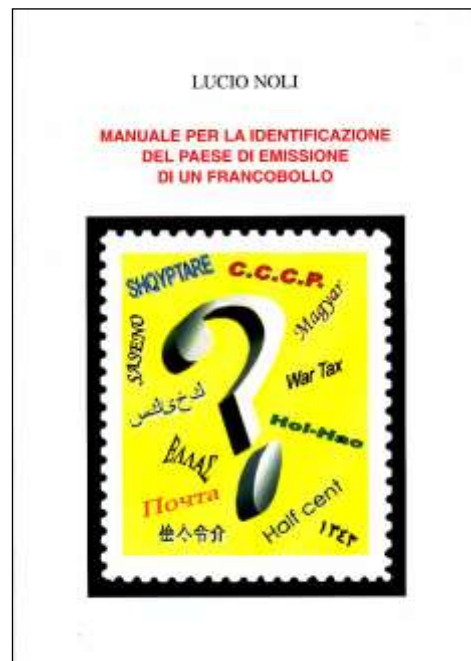 LUCIO NOLI
MANUALE PER LA IDENTIFICAZIONE
DEL PAESE DI EMISSIONE
DI UN FRANCOBOLLO
SHQYPTARE
C.C.C.P.
Magyar
SASENO
War Tax
Hol-Hao
ΕΛΛΑΣ
Почта
Half cent
١٣٤٣